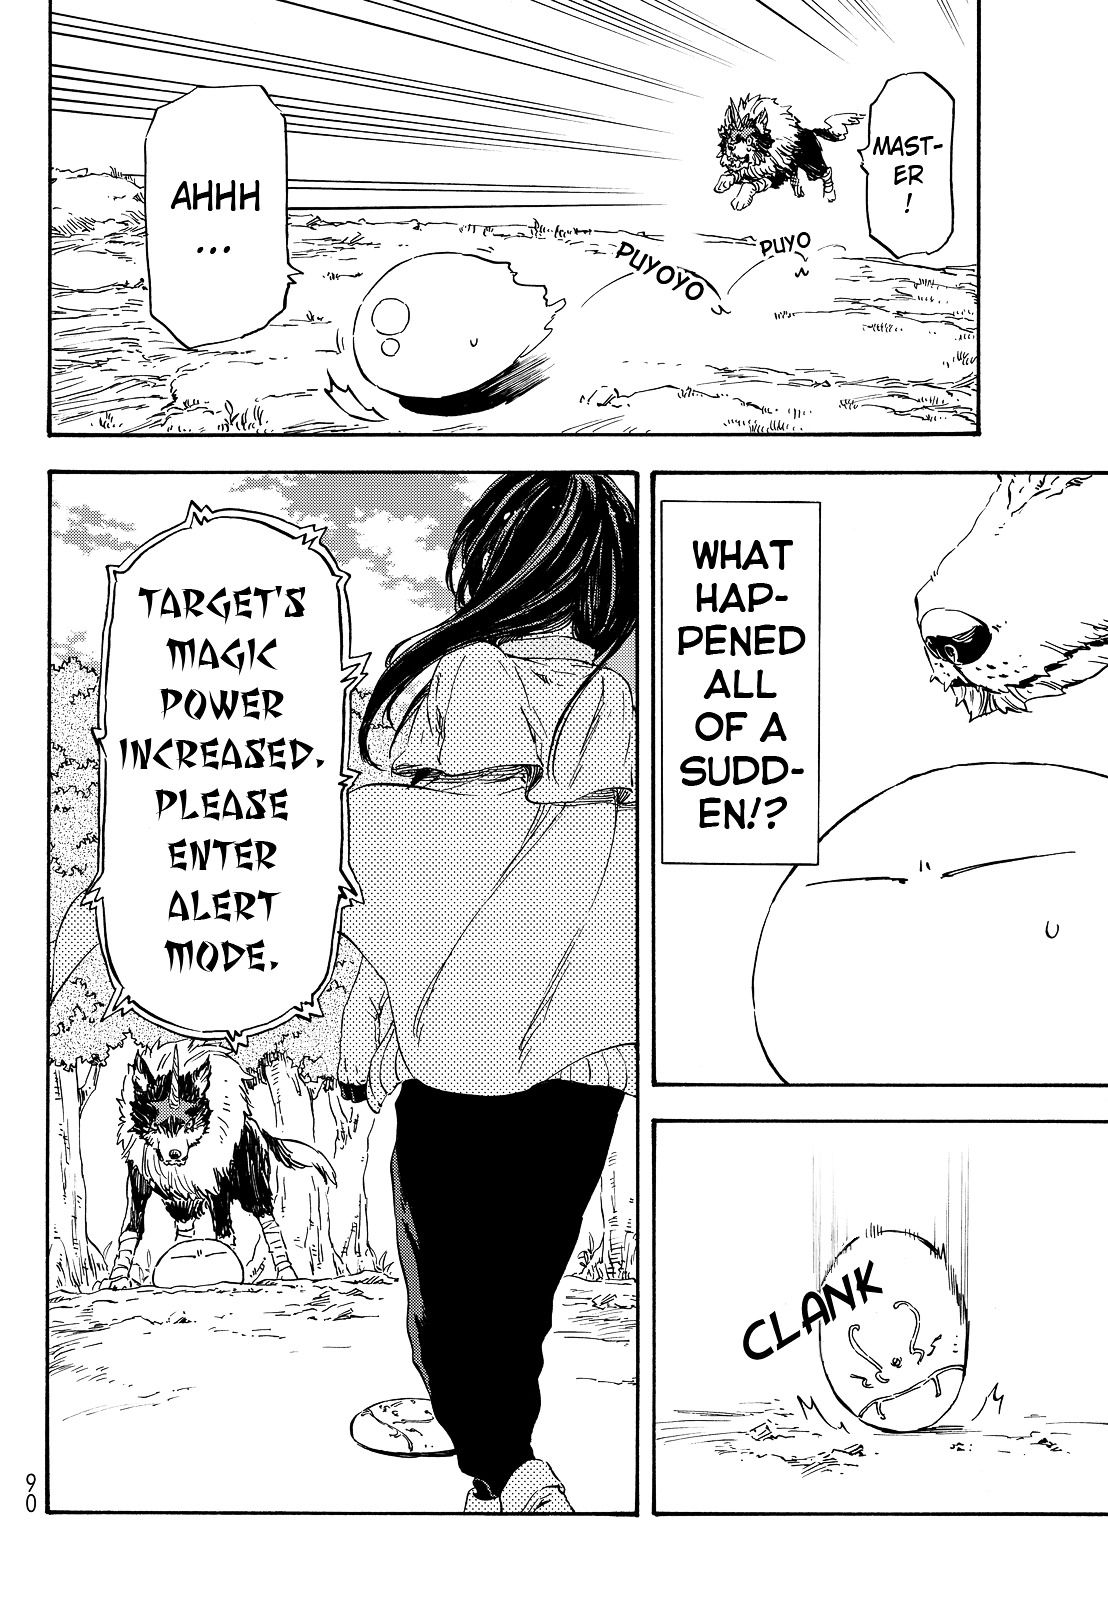 MAST-
ER
!
PUYO
PUYOYO
AHHH
...
WHAT
HAP-
PENED
ALL
OF A
SUDD-
EN!?
CLANK
TARGET'S
MAGIC
POWER
INCREASED.
PLEASE
ENTER
ALERT
MODE.
90